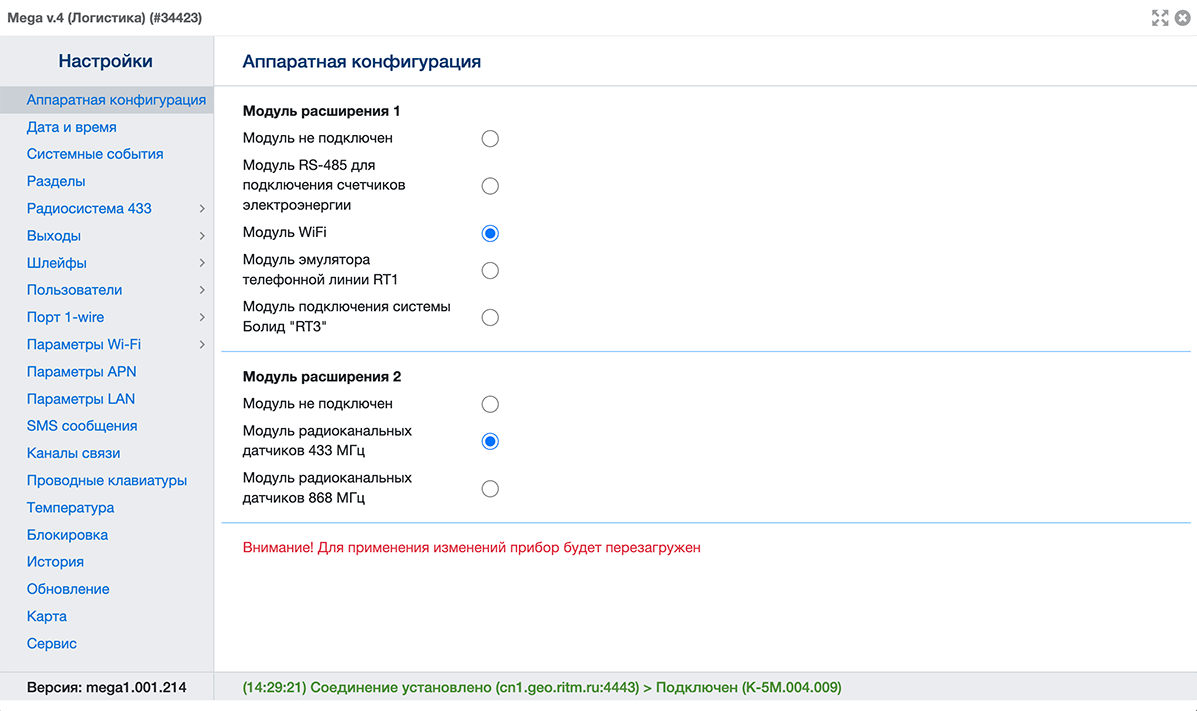 Mega v.4 (Логистика) (#34423)
Настройки
Аппаратная конфигурация
Дата и время
Системные события
Разделы
Радиосистема 433
Выходы
Шлейфы
Пользователи
Порт 1-wire
Параметры Wi-Fi
Параметры APN
Параметры LAN
SMS сообщения
Каналы связи
Проводные клавиатуры
Температура
Блокировка
История
Обновление
Карта
Сервис
Версия: mega1.001.214
Аппаратная конфигурация
Модуль расширения 1
Модуль не подключен
Модуль RS-485 для
подключения счетчиков
электроэнергии
Модуль WiFi
Модуль эмулятора
телефонной линии RT1
Модуль подключения системы
Болид "RT3"
Модуль расширения 2
Модуль не подключен
Модуль радиоканальных
датчиков 433 МГц
Модуль радиоканальных
датчиков 868 МГц
Внимание! Для применения изменений прибор будет перезагружен
(14:29:21) Соединение установлено (cn1.geo.ritm.ru:4443) > Подключен (K-5M.004.009)